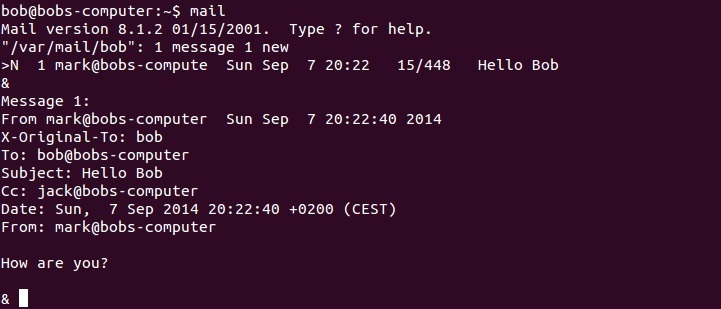 bob@bobs-computer:~$ mail
Mail version 8.1.2 01/15/2001.  Type ? for help.
"/var/mail/bob": 1 message 1 new
>N  1 mark@bobs-compute  Sun Sep  7 20:22   15/448   Hello Bob
&
Message 1:
From mark@bobs-computer  Sun Sep  7 20:22:40 2014
X-Original-To: bob
To: bob@bobs-computer
Subject: Hello Bob
Cc: jack@bobs-computer
Date: Sun,  7 Sep 2014 20:22:40 +0200 (CEST)
From: mark@bobs-computer

How are you?

&